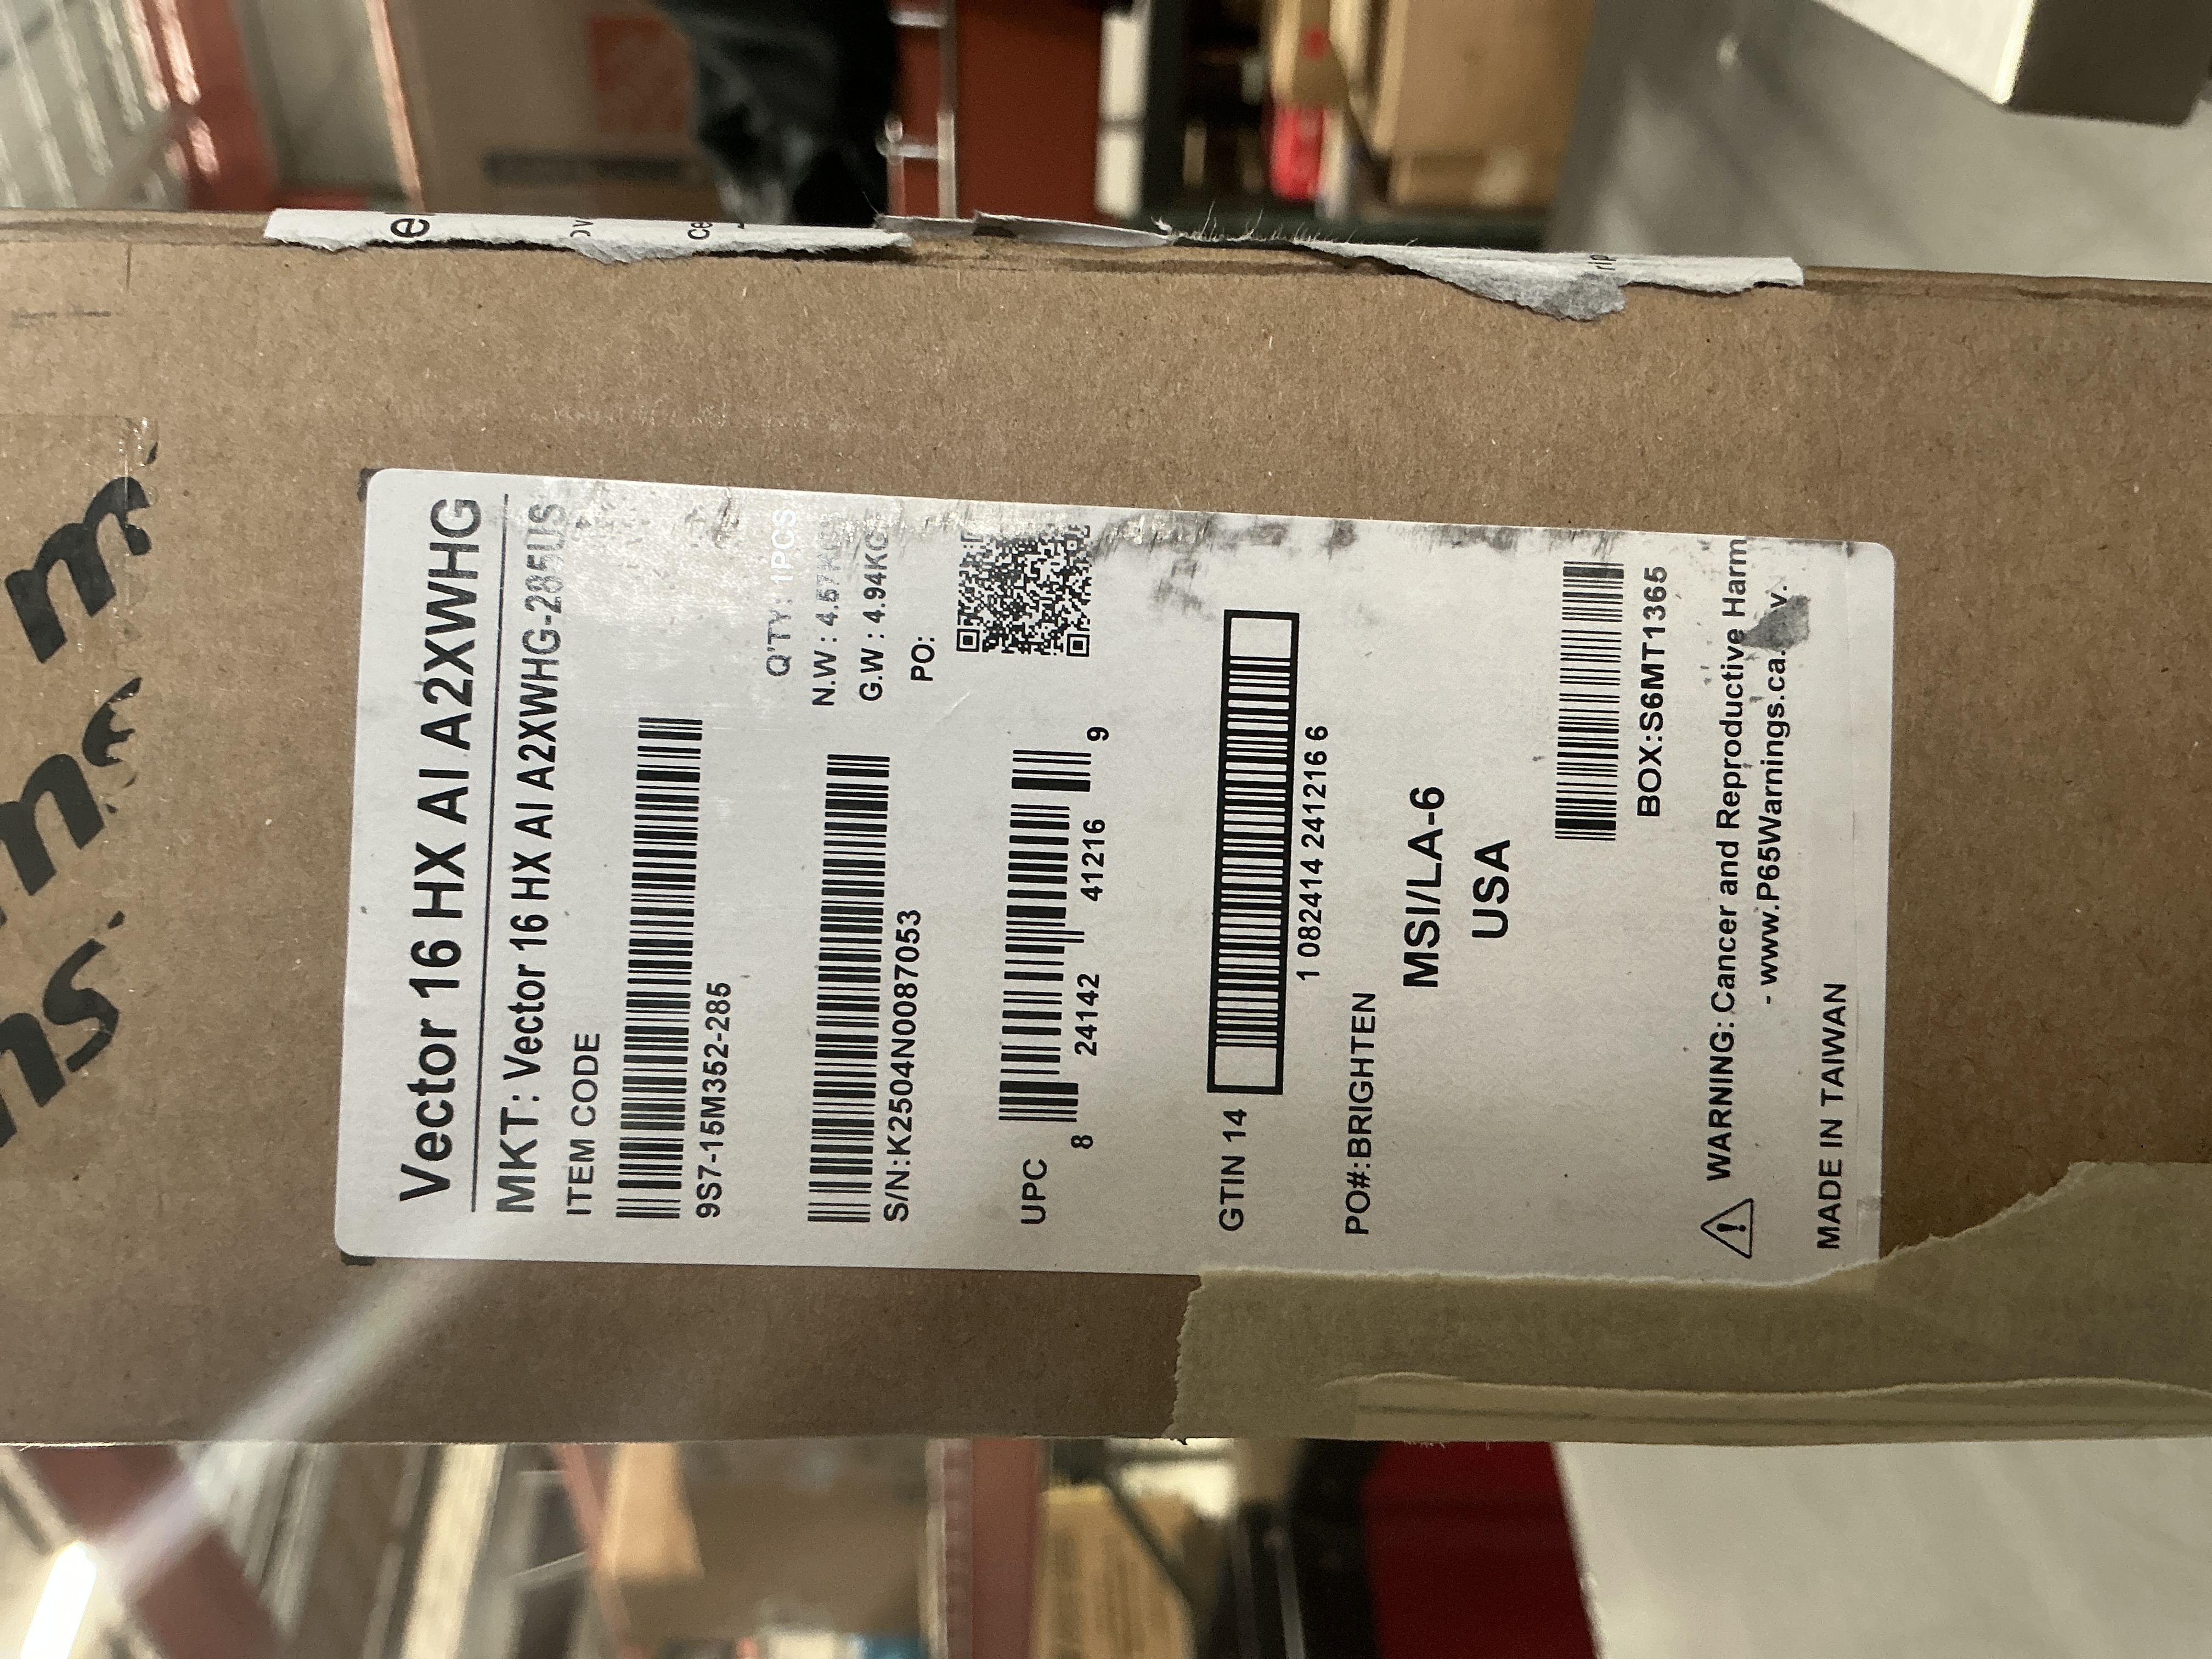 Vector 16 HX AI A2XWHG
MKT: Vector 16 HX AI A2XWHG-285US
ITEM CODE
9S7-15M352-285
Q'TY: 1PCS
N.W : 4.57KG
G.W : 4.94KG
S/N:K2504N0087053
PO:
UPC
8 24142 41216 9
GTIN 14
1 082414 241216 6
PO#:BRIGHTEN
MSI/LA-6
USA
BOX:S6MT1365
WARNING: Cancer and Reproductive Harm
- www.P65Warnings.ca. v.
MADE IN TAIWAN